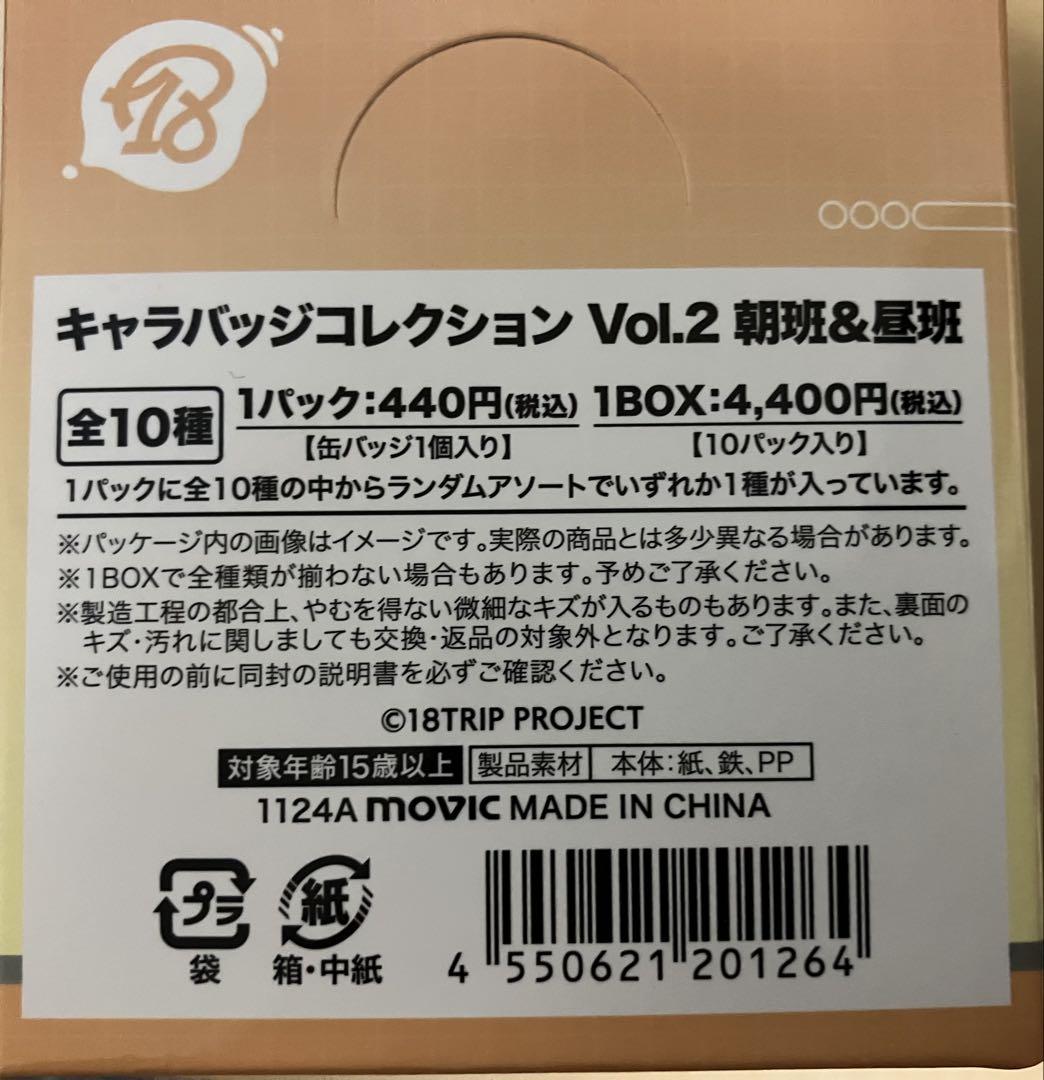 18
キャラバッジコレクション Vol.2 朝班&昼班
全10種
1パック:440円(税込) 1BOX:4,400円(税込)
【缶バッジ1個入り】 【10パック入り】
1パックに全10種の中からランダムアソートでいずれか1種が入っています。
※パッケージ内の画像はイメージです。実際の商品とは多少異なる場合があります。
※1BOXで全種類が揃わない場合もあります。予めご了承ください。
※製造工程の都合上、やむを得ない微細なキズが入るものもあります。また、裏面の
キズ・汚れに関しましても交換・返品の対象外となります。ご了承ください。
※ご使用の前に同封の説明書を必ずご確認ください。
©18TRIP PROJECT
対象年齢15歳以上 製品素材 本体:紙、鉄、PP
1124A movic MADE IN CHINA
プラ 紙
袋 箱・中紙
4 550621 201264